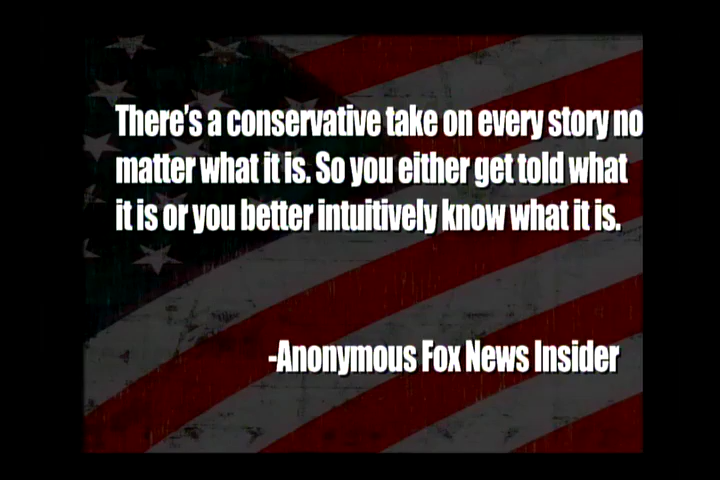 There's a conservative take on every story no
matter what it is. So you either get told what
it is or you better intuitively know what it is.
-Anonymous Fox News Insider